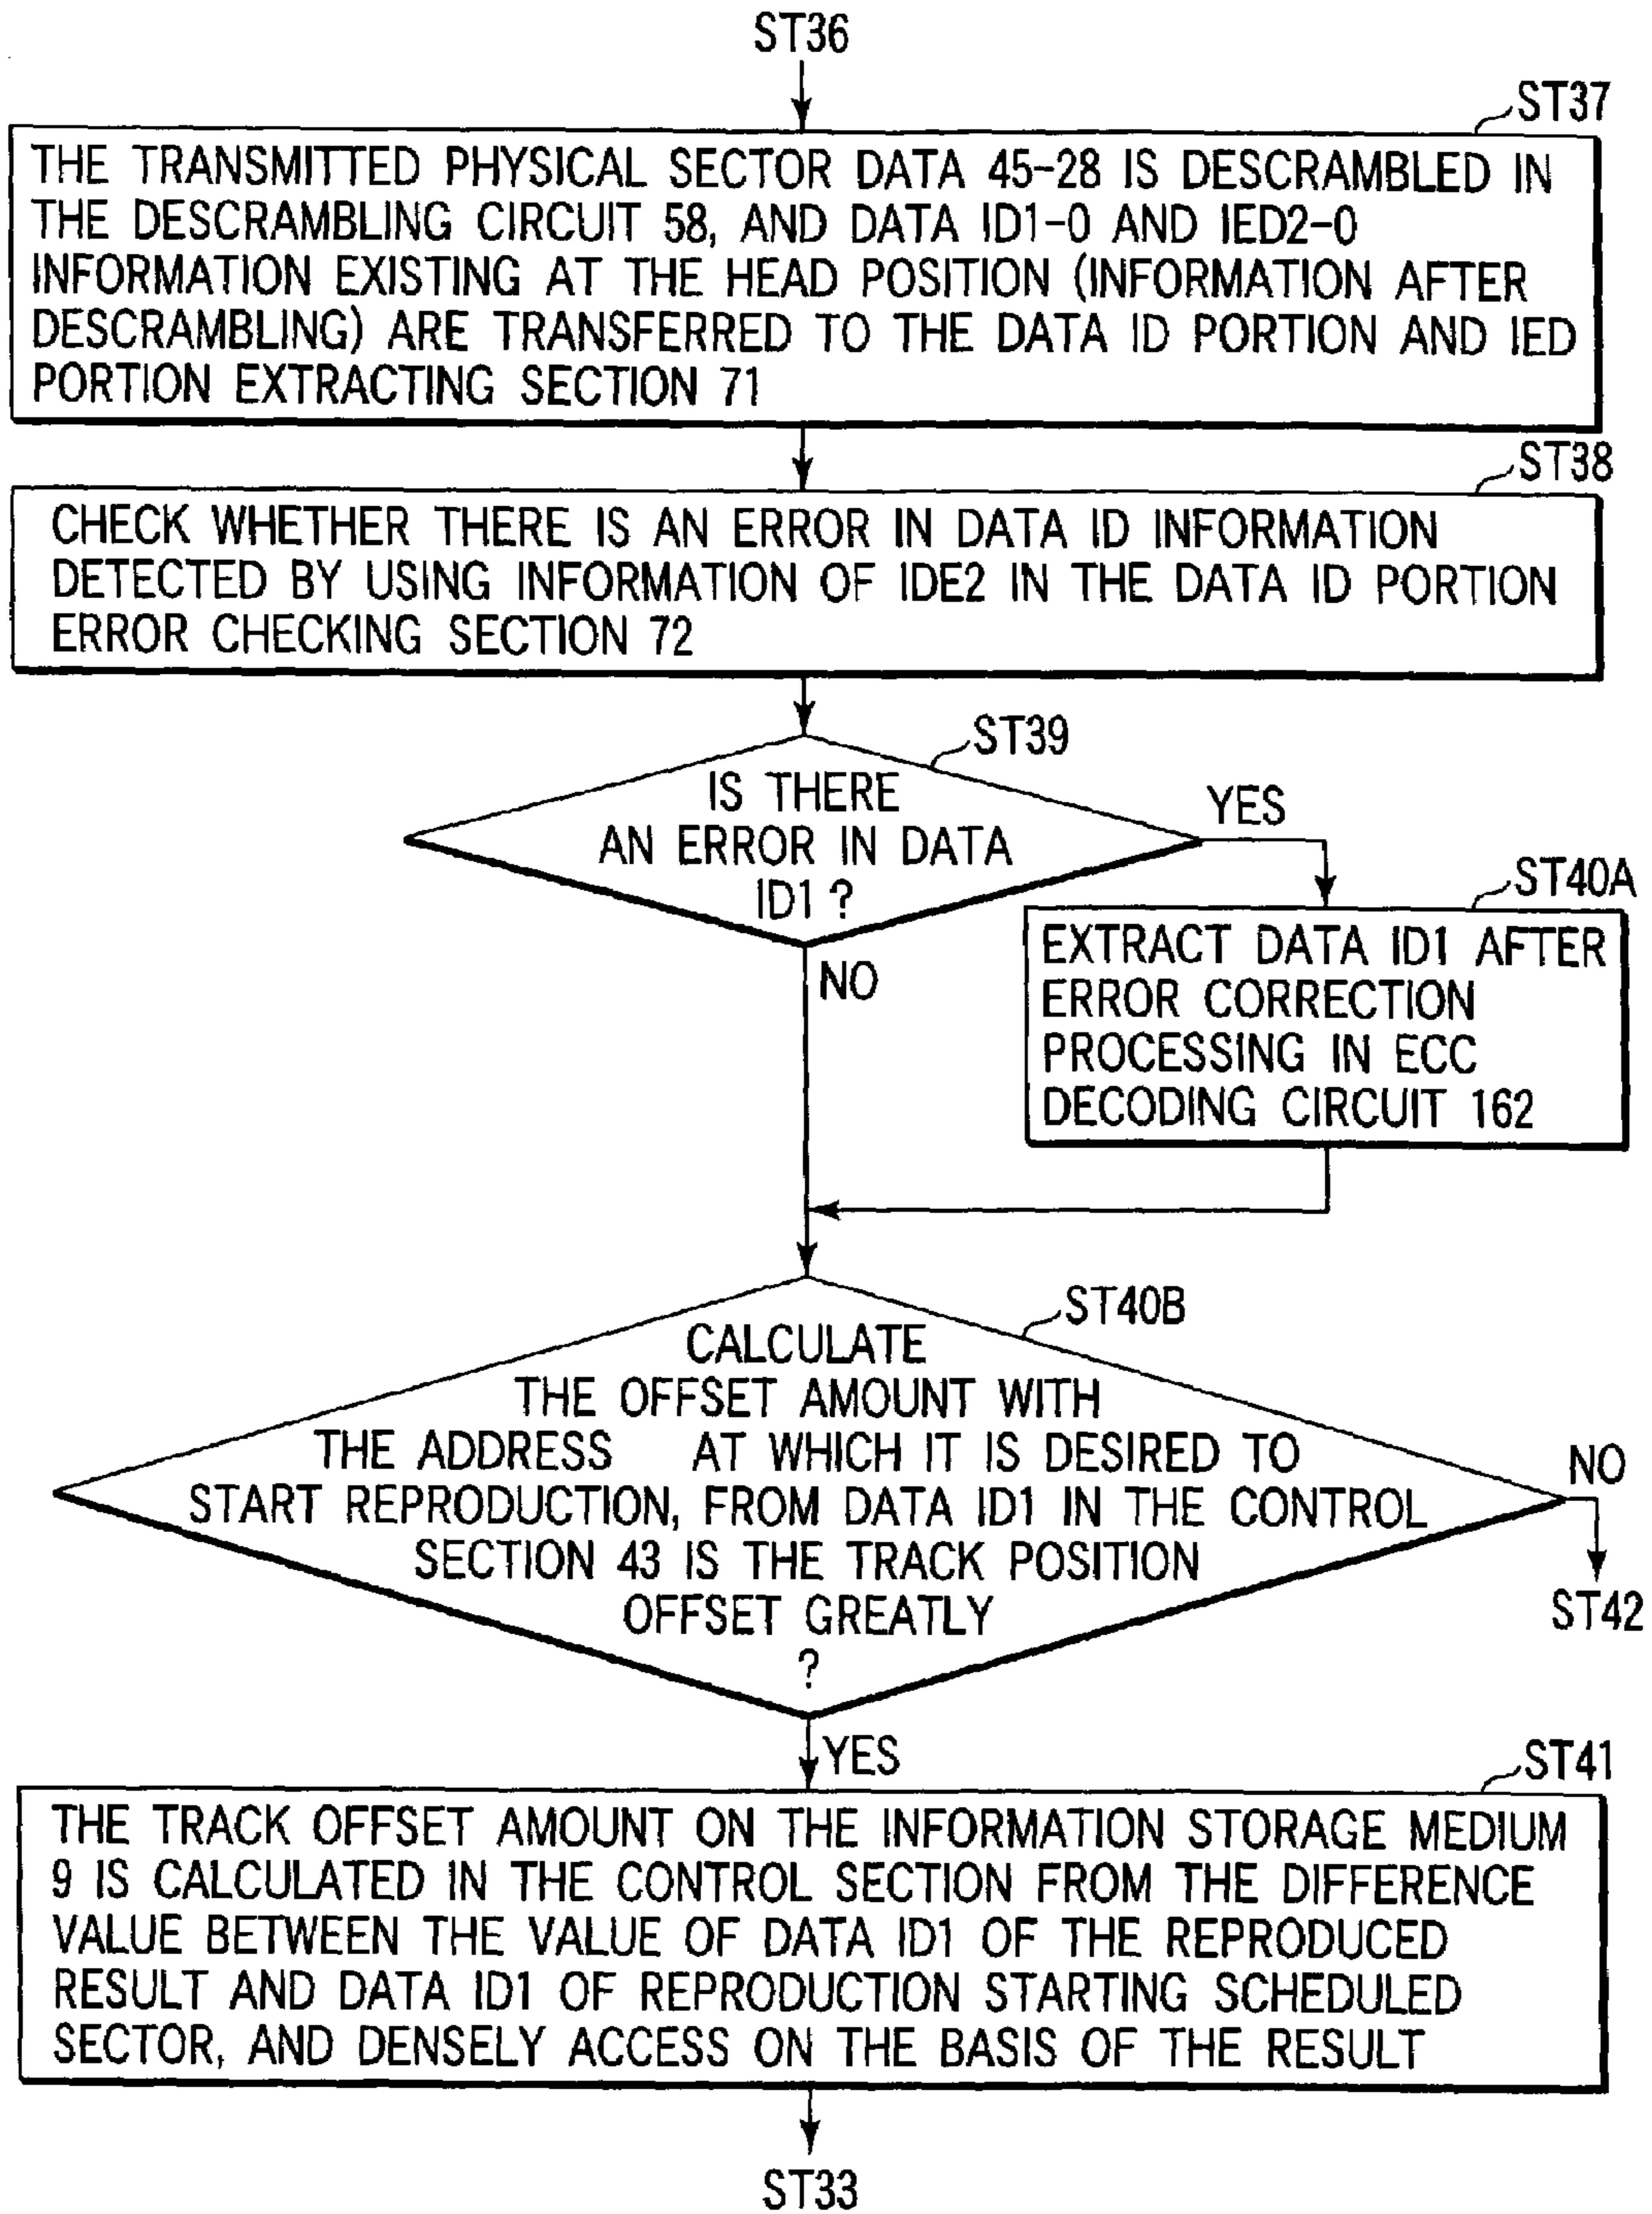 ST36
ST37
THE TRANSMITTED PHYSICAL SECTOR DATA 45-28 IS DESCRAMBLED IN
THE DESCRAMBLING CIRCUIT 58, AND DATA ID1-0 AND IED2-0
INFORMATION EXISTING AT THE HEAD POSITION (INFORMATION AFTER
DESCRAMBLING) ARE TRANSFERRED TO THE DATA ID PORTION AND IED
PORTION EXTRACTING SECTION 71
ST38
CHECK WHETHER THERE IS AN ERROR IN DATA ID INFORMATION
DETECTED BY USING INFORMATION OF IDE2 IN THE DATA ID PORTION
ERROR CHECKING SECTION 72
ST39
IS THERE
AN ERROR IN DATA
ID1 ?
YES
NO
ST40A
EXTRACT DATA ID1 AFTER
ERROR CORRECTION
PROCESSING IN ECC
DECODING CIRCUIT 162
ST40B
CALCULATE
THE OFFSET AMOUNT WITH
THE ADDRESS AT WHICH IT IS DESIRED TO
START REPRODUCTION, FROM DATA ID1 IN THE CONTROL
SECTION 43 IS THE TRACK POSITION
OFFSET GREATLY
?
NO
ST42
YES
ST41
THE TRACK OFFSET AMOUNT ON THE INFORMATION STORAGE MEDIUM
9 IS CALCULATED IN THE CONTROL SECTION FROM THE DIFFERENCE
VALUE BETWEEN THE VALUE OF DATA ID1 OF THE REPRODUCED
RESULT AND DATA ID1 OF REPRODUCTION STARTING SCHEDULED
SECTOR, AND DENSELY ACCESS ON THE BASIS OF THE RESULT
ST33